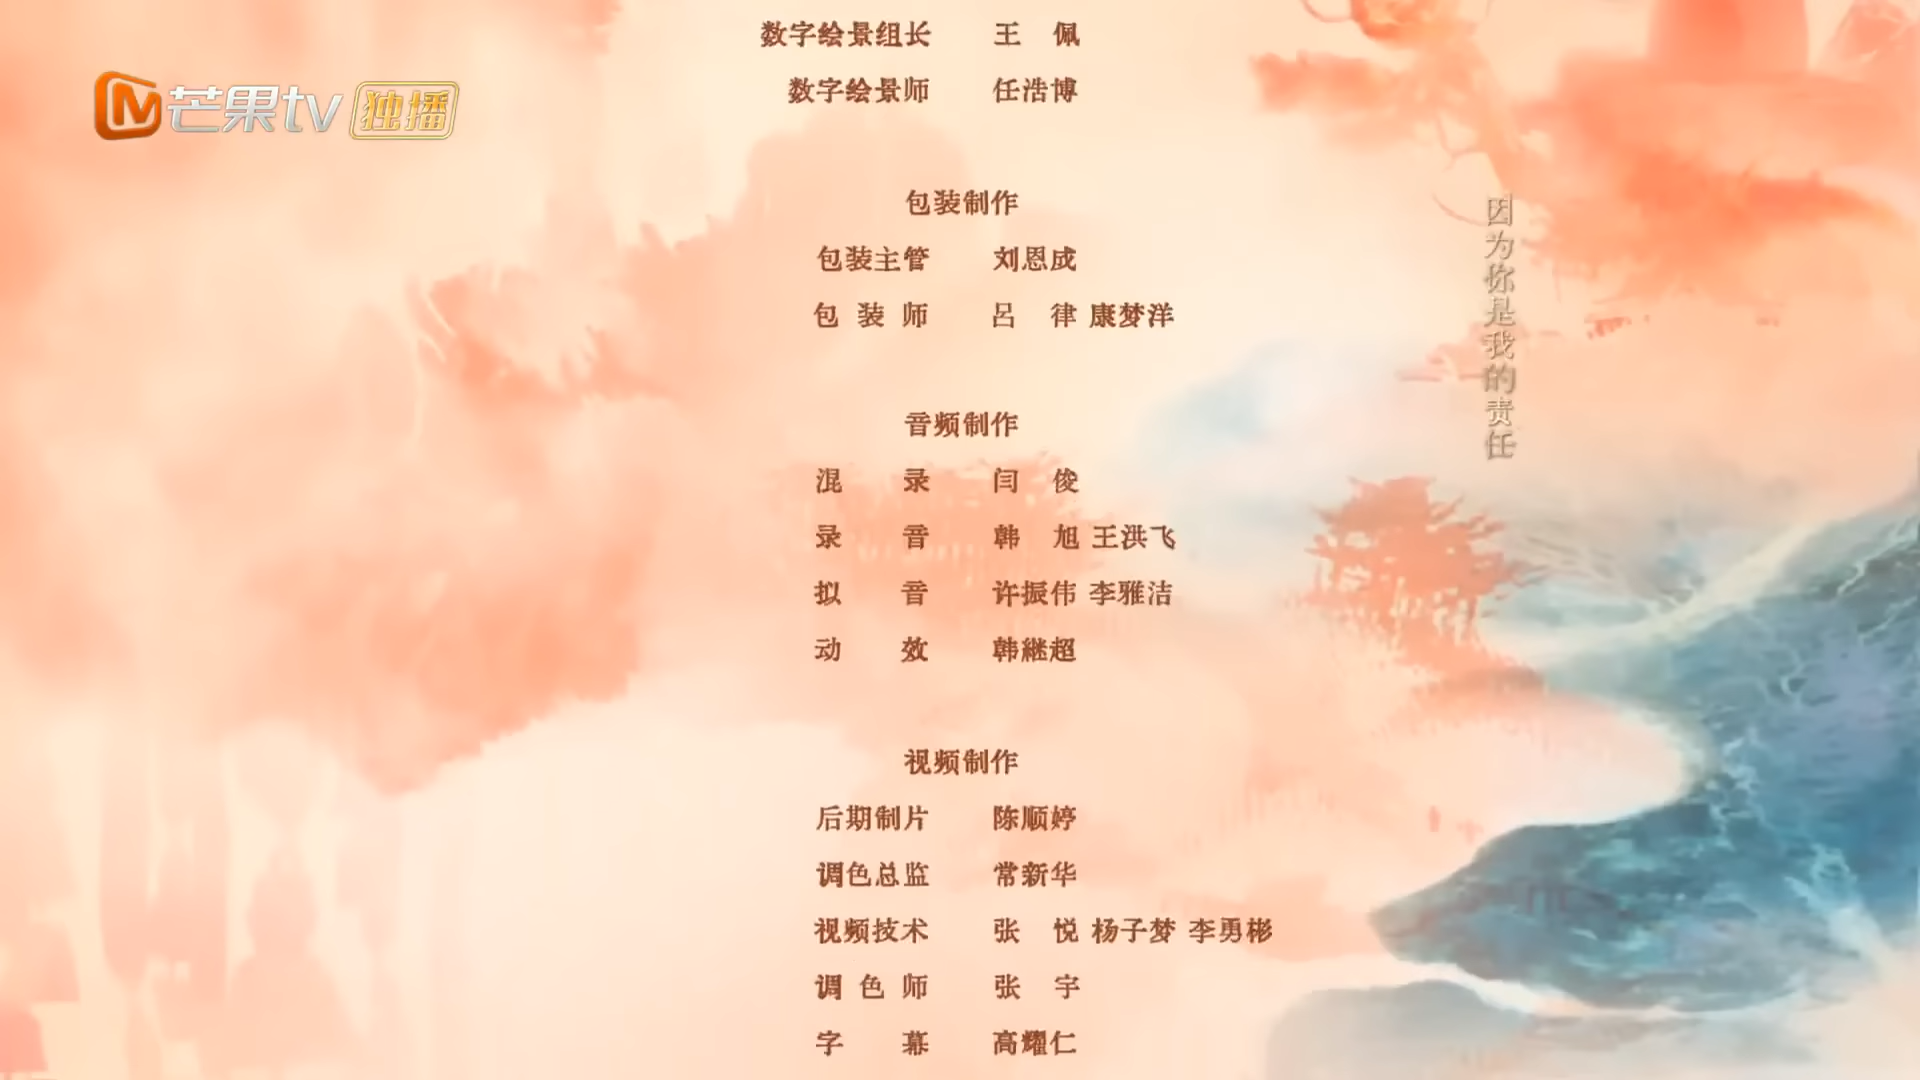 数字绘景组长 王佩
芒果tv 独播
数字绘景师 任浩博
包装制作
包装主管 刘恩成
包装师 吕律 康梦洋
因为你是我的责任
音频制作
混录 闫俊
录音 韩旭 王洪飞
拟音 许振伟 李雅洁
动效 韩継超
视频制作
后期制片 陈顺婷
调色总监 常新华
视频技术 张悦 杨子梦 李勇彬
调色师 张宇
字幕 高耀仁